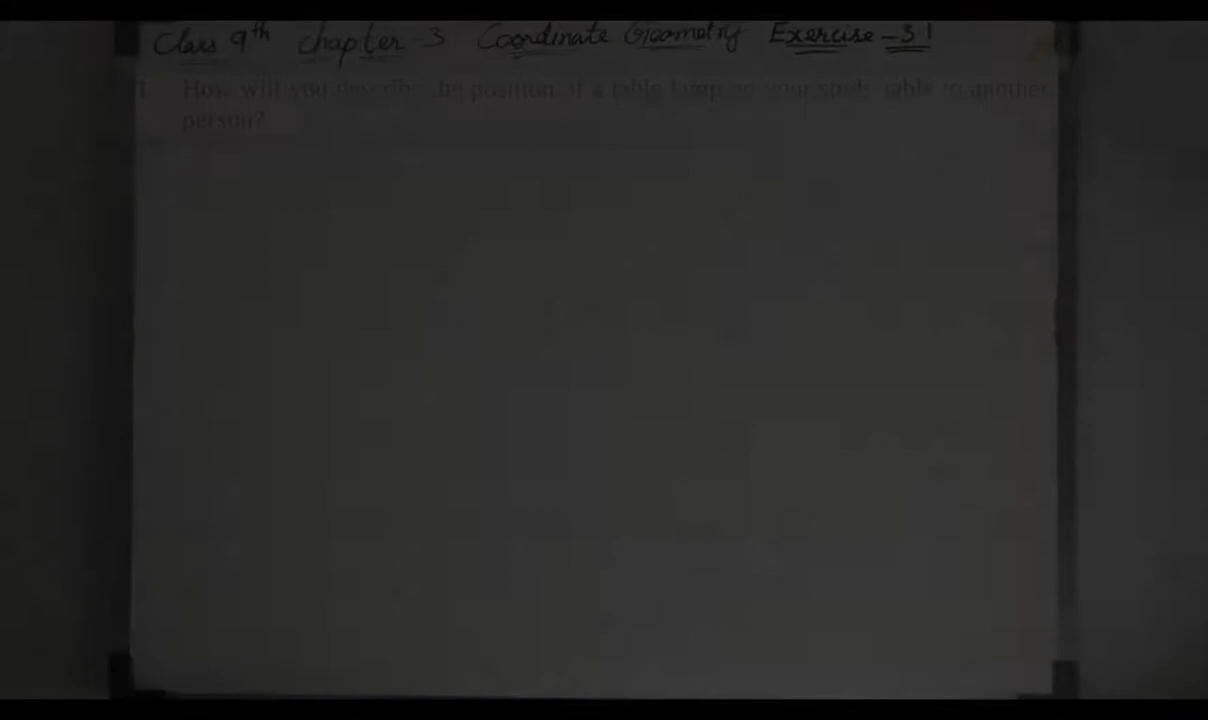 Class 9th chapter-3 Coordinate Geometry Exercise-3.1
1 How will you describe the position of a table lamp on your study table to another
person?